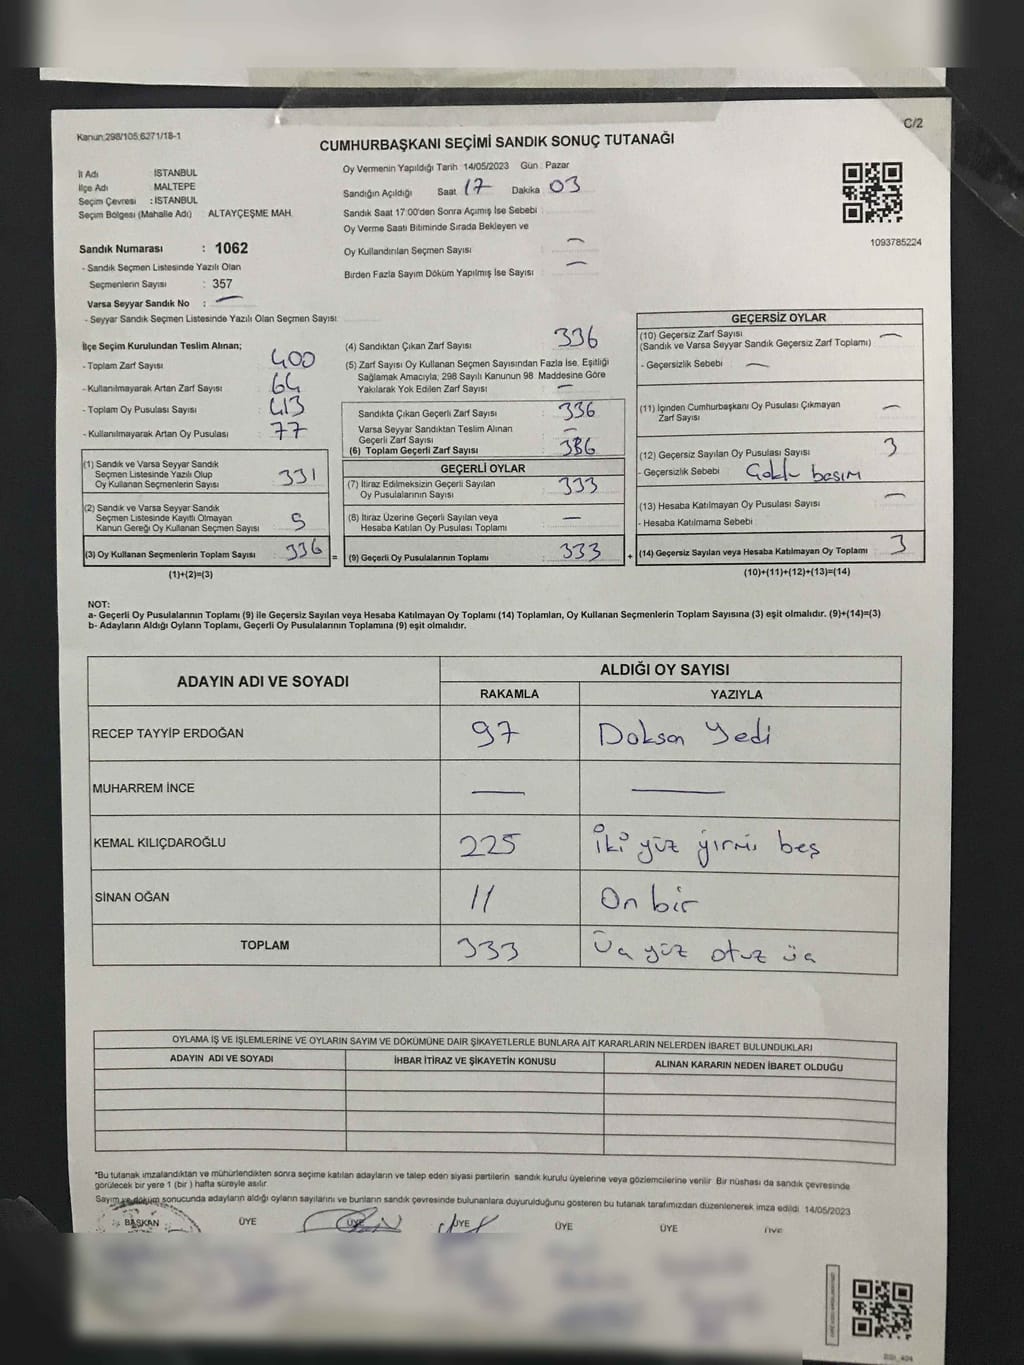 Kanun:298/105,6271/18-1
C/2
CUMHURBAŞKANI SEÇİMİ SANDIK SONUÇ TUTANAĞI
İl Adı İSTANBUL
İlçe Adı MALTEPE
Seçim Çevresi : İSTANBUL
Seçim Bölgesi (Mahalle Adı) ALTAYÇEŞME MAH.
Sandık Numarası : 1062
- Sandık Seçmen Listesinde Yazılı Olan
Seçmenlerin Sayısı : 357
Varsa Seyyar Sandık No : —
- Seyyar Sandık Seçmen Listesinde Yazılı Olan Seçmen Sayısı
Oy Vermenin Yapıldığı Tarih 14/05/2023 Gün : Pazar
Sandığın Açıldığı Saat 17 Dakika 03
Sandık Saat 17:00'den Sonra Açımış İse Sebebi
Oy Verme Saati Bitiminde Sırada Bekleyen ve
Oy Kullandırılan Seçmen Sayısı —
Birden Fazla Sayım Döküm Yapılmış İse Sayısı —
1093785224
İlçe Seçim Kurulundan Teslim Alınan;
- Toplam Zarf Sayısı : 400
- Kullanılmayarak Artan Zarf Sayısı : 64
- Toplam Oy Pusulası Sayısı : 413
- Kullanılmayarak Artan Oy Pusulası : 77
(1) Sandık ve Varsa Seyyar Sandık
Seçmen Listesinde Yazılı Olup
Oy Kullanan Seçmenlerin Sayısı : 331
(2) Sandık ve Varsa Seyyar Sandık
Seçmen Listesinde Kayıtlı Olmayan
Kanun Gereği Oy Kullanan Seçmen Sayısı : 5
(3) Oy Kullanan Seçmenlerin Toplam Sayısı : 336 =
(1)+(2)=(3)
(4) Sandıktan Çıkan Zarf Sayısı : 336
(5) Zarf Sayısı Oy Kullanan Seçmen Sayısından Fazla İse, Eşitliği
Sağlamak Amacıyla; 298 Sayılı Kanunun 98. Maddesine Göre
Yakılarak Yok Edilen Zarf Sayısı : —
Sandıkta Çıkan Geçerli Zarf Sayısı : 336
Varsa Seyyar Sandıktan Teslim Alınan
Geçerli Zarf Sayısı : —
(6) Toplam Geçerli Zarf Sayısı : 336
GEÇERLİ OYLAR
(7) İtiraz Edilmeksizin Geçerli Sayılan
Oy Pusulalarının Sayısı : 333
(8) İtiraz Üzerine Geçerli Sayılan veya
Hesaba Katılan Oy Pusulası Toplamı : —
(9) Geçerli Oy Pusulalarının Toplamı : 333 +
GEÇERSİZ OYLAR
(10) Geçersiz Zarf Sayısı : —
(Sandık ve Varsa Seyyar Sandık Geçersiz Zarf Toplamı)
- Geçersizlik Sebebi : —
(11) İçinden Cumhurbaşkanı Oy Pusulası Çıkmayan
Zarf Sayısı —
(12) Geçersiz Sayılan Oy Pusulası Sayısı : 3
- Geçersizlik Sebebi : basım
(13) Hesaba Katılmayan Oy Pusulası Sayısı : —
- Hesaba Katılmama Sebebi :
(14) Geçersiz Sayılan veya Hesaba Katılmayan Oy Toplamı : 3
(10)+(11)+(12)+(13)=(14)
NOT:
a- Geçerli Oy Pusulalarının Toplamı (9) ile Geçersiz Sayılan veya Hesaba Katılmayan Oy Toplamı (14) Toplamları, Oy Kullanan Seçmenlerin Toplam Sayısına (3) eşit olmalıdır. (9)+(14)=(3)
b- Adayların Aldığı Oyların Toplamı, Geçerli Oy Pusulalarının Toplamına (9) eşit olmalıdır.
ADAYIN ADI VE SOYADI ALDIĞI OY SAYISI
RAKAMLA YAZIYLA
RECEP TAYYİP ERDOĞAN 97 Doksan Yedi
MUHARREM İNCE — —
KEMAL KILIÇDAROĞLU 225 İki yüz yirmi beş
SİNAN OĞAN 11 On bir
TOPLAM 333 Üç yüz otuz üç
OYLAMA İŞ VE İŞLEMLERİNE VE OYLARIN SAYIM VE DÖKÜMÜNE DAİR ŞİKAYETLERLE BUNLARA AİT KARARLARIN NELERDEN İBARET BULUNDUKLARI
ADAYIN ADI VE SOYADI İHBAR İTİRAZ VE ŞİKAYETİN KONUSU ALINAN KARARIN NEDEN İBARET OLDUĞU
*Bu tutanak imzalandıktan ve mühürlendikten sonra seçime katılan adayların ve talep eden siyasi partilerin sandık kurulu üyelerine veya gözlemcilerine verilir. Bir nüshası da sandık çevresinde
görülecek bir yere 1 (bir) hafta süreyle asılır.
Sayım ve döküm sonucunda adayların aldığı oyların sayılarını ve bunların sandık çevresinde bulunanlara duyurulduğunu gösteren bu tutanak tarafımızdan düzenlenerek imza edildi. 14/05/2023
BAŞKAN ÜYE ÜYE ÜYE ÜYE ÜYE ÜYE